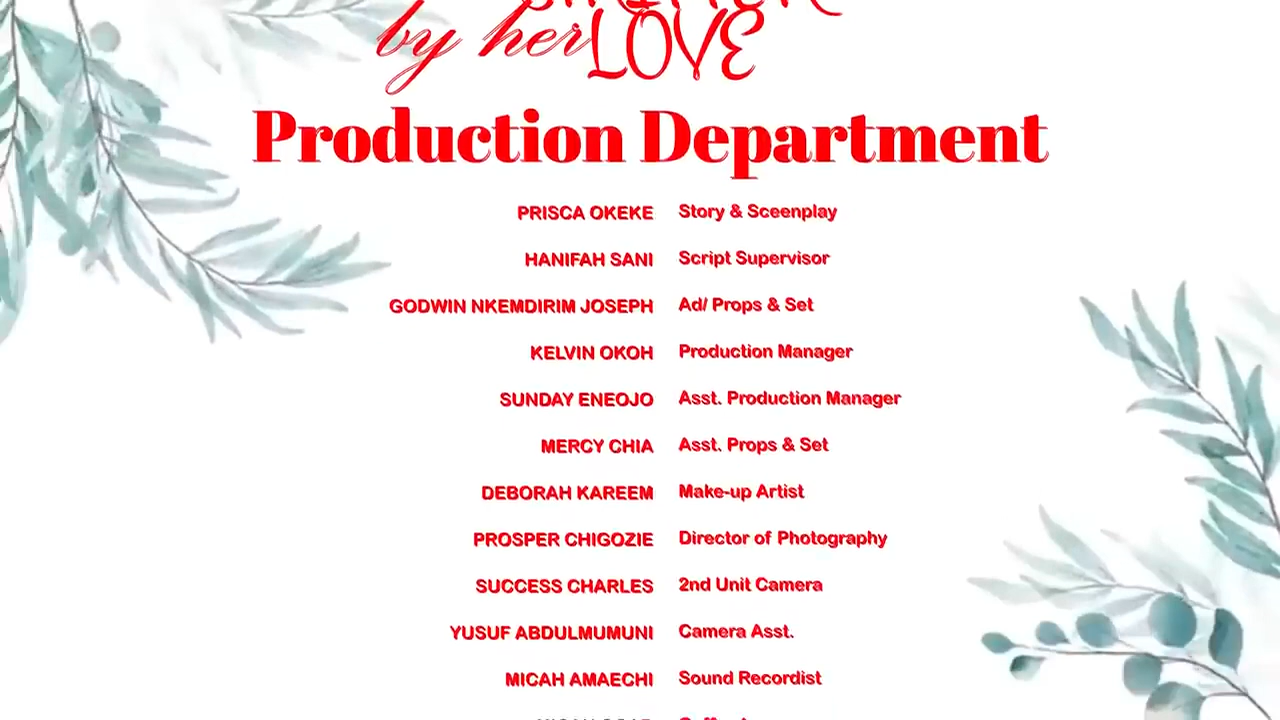 by her LOVE
Production Department
PRISCA OKEKE Story & Sceenplay
HANIFAH SANI Script Supervisor
GODWIN NKEMDIRIM JOSEPH Ad/ Props & Set
KELVIN OKOH Production Manager
SUNDAY ENEOJO Asst. Production Manager
MERCY CHIA Asst. Props & Set
DEBORAH KAREEM Make-up Artist
PROSPER CHIGOZIE Director of Photography
SUCCESS CHARLES 2nd Unit Camera
YUSUF ABDULMUMUNI Camera Asst.
MICAH AMAECHI Sound Recordist